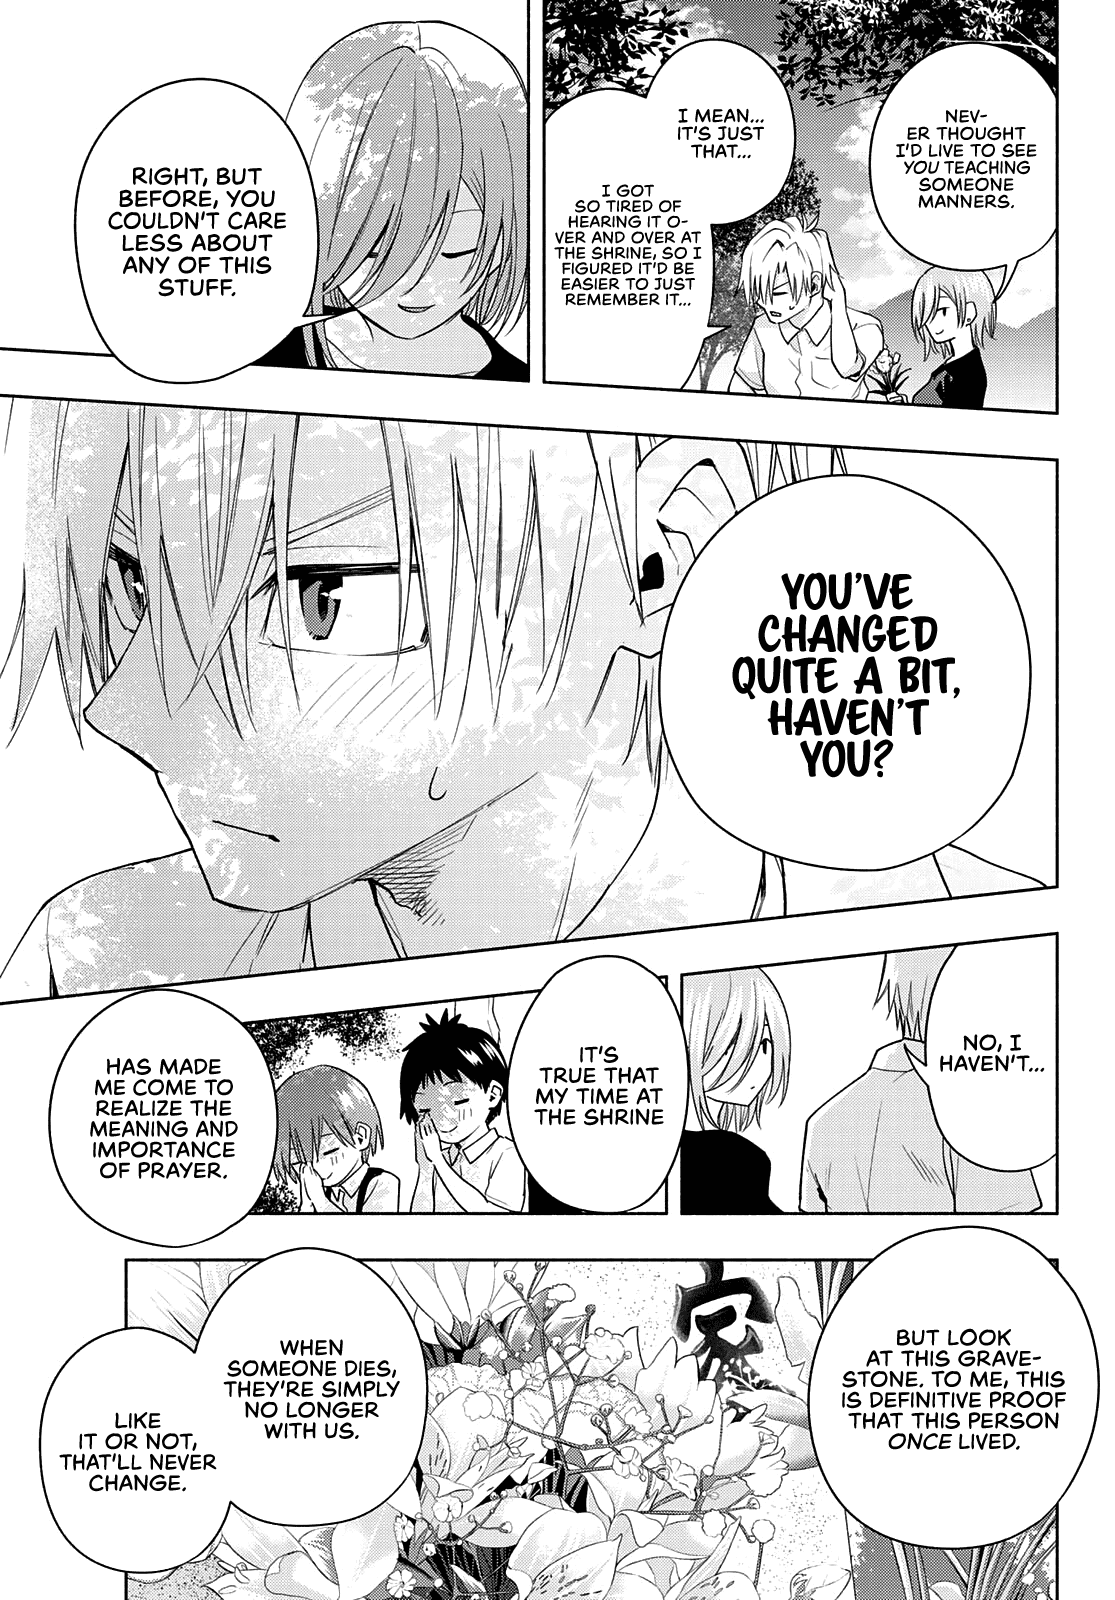 NEV-
ER THOUGHT
I'D LIVE TO SEE
YOU TEACHING
SOMEONE
MANNERS.
I MEAN...
IT'S JUST
THAT...
I GOT
SO TIRED OF
HEARING IT O-
VER AND OVER AT
THE SHRINE, SO I
FIGURED IT'D BE
EASIER TO JUST
REMEMBER IT...
RIGHT, BUT
BEFORE, YOU
COULDN'T CARE
LESS ABOUT
ANY OF THIS
STUFF.
YOU'VE
CHANGED
QUITE A BIT,
HAVEN'T
YOU?
NO, I
HAVEN'T...
IT'S
TRUE THAT
MY TIME AT
THE SHRINE
HAS MADE
ME COME TO
REALIZE THE
MEANING AND
IMPORTANCE
OF PRAYER.
BUT LOOK
AT THIS GRAVE-
STONE. TO ME, THIS
IS DEFINITIVE PROOF
THAT THIS PERSON
ONCE LIVED.
WHEN
SOMEONE DIES,
THEY'RE SIMPLY
NO LONGER
WITH US.
LIKE
IT OR NOT,
THAT'LL NEVER
CHANGE.